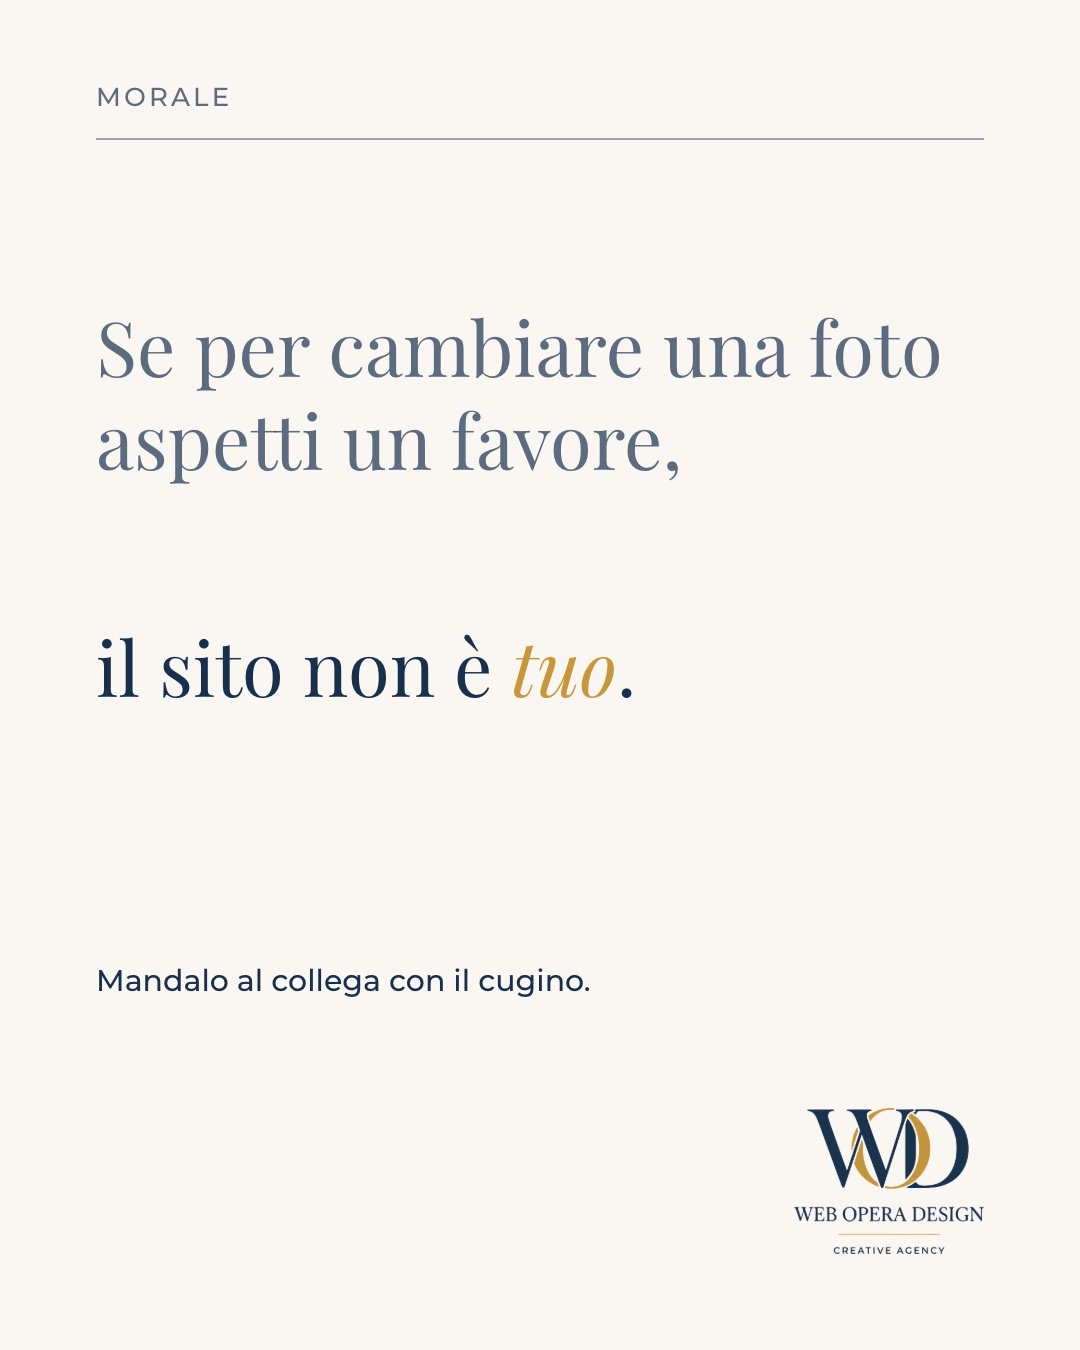 MORALE
Se per cambiare una foto
aspetti un favore,
il sito non è tuo.
Mandalo al collega con il cugino.
WOD
WEB OPERA DESIGN
CREATIVE AGENCY